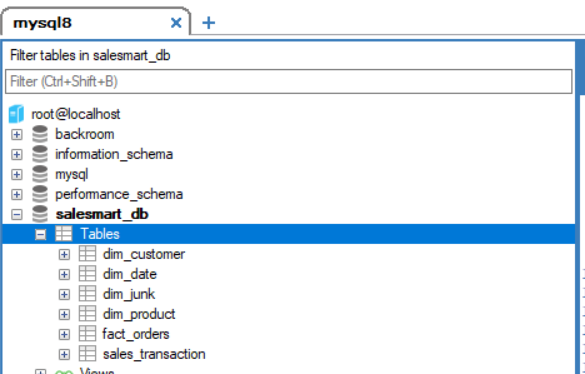 mysql8 × +
Filter tables in salesmart_db
Filter (Ctrl+Shift+B)
root@localhost
backroom
information_schema
mysql
performance_schema
salesmart_db
Tables
dim_customer
dim_date
dim_junk
dim_product
fact_orders
sales_transaction
Views